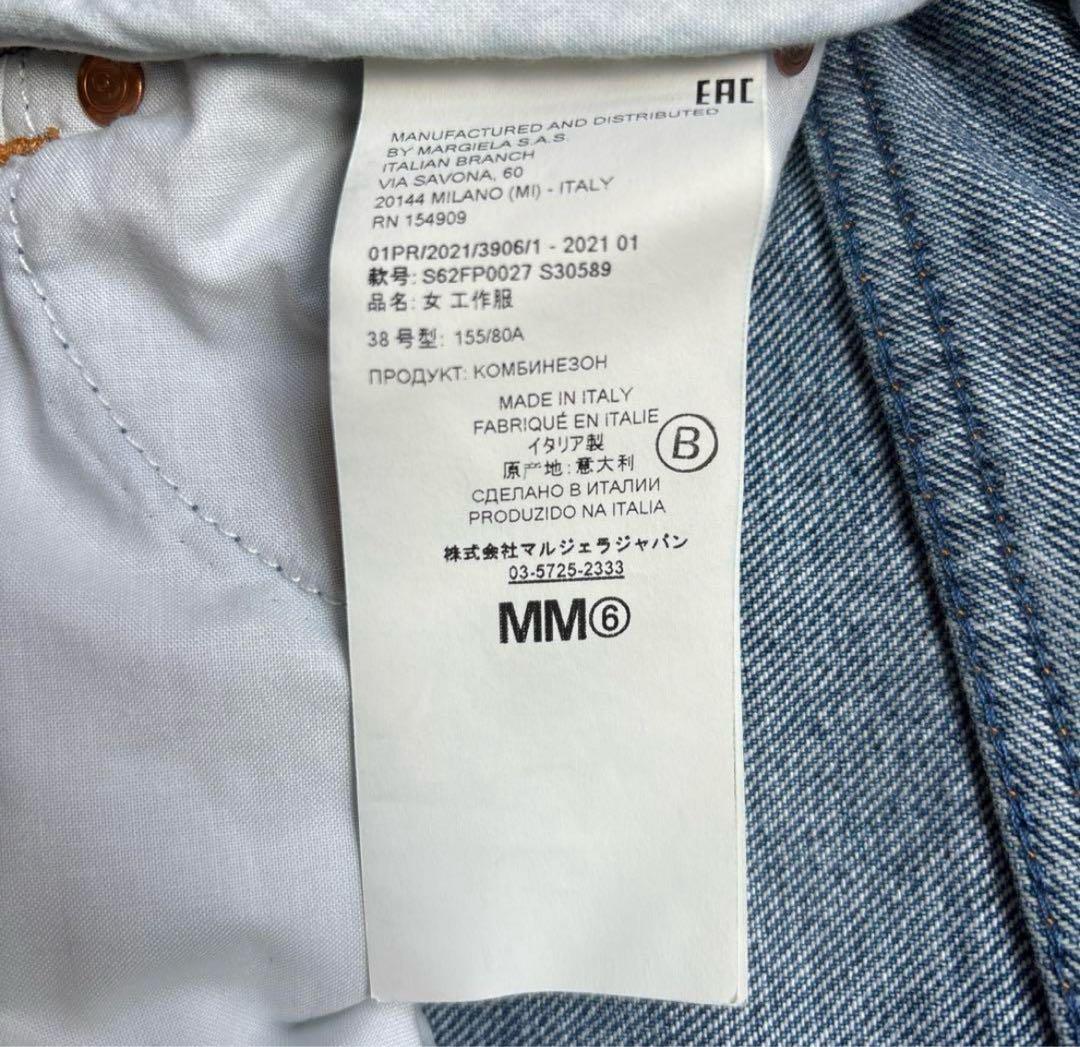 EAC
MANUFACTURED AND DISTRIBUTED
BY MARGIELA S.A.S.
ITALIAN BRANCH
VIA SAVONA, 60
20144 MILANO (MI) - ITALY
RN 154909
01PR/2021/3906/1 - 2021 01
款号: S62FP0027 S30589
品名: 女 工作服
38 号型: 155/80A
ПРОДУКТ: КОМБИНЕЗОН
MADE IN ITALY
FABRIQUÉ EN ITALIE
イタリア製
B
原产地: 意大利
СДЕЛАНО В ИТАЛИИ
PRODUZIDO NA ITALIA
株式会社マルジェラジャパン
03-5725-2333
MM⑥